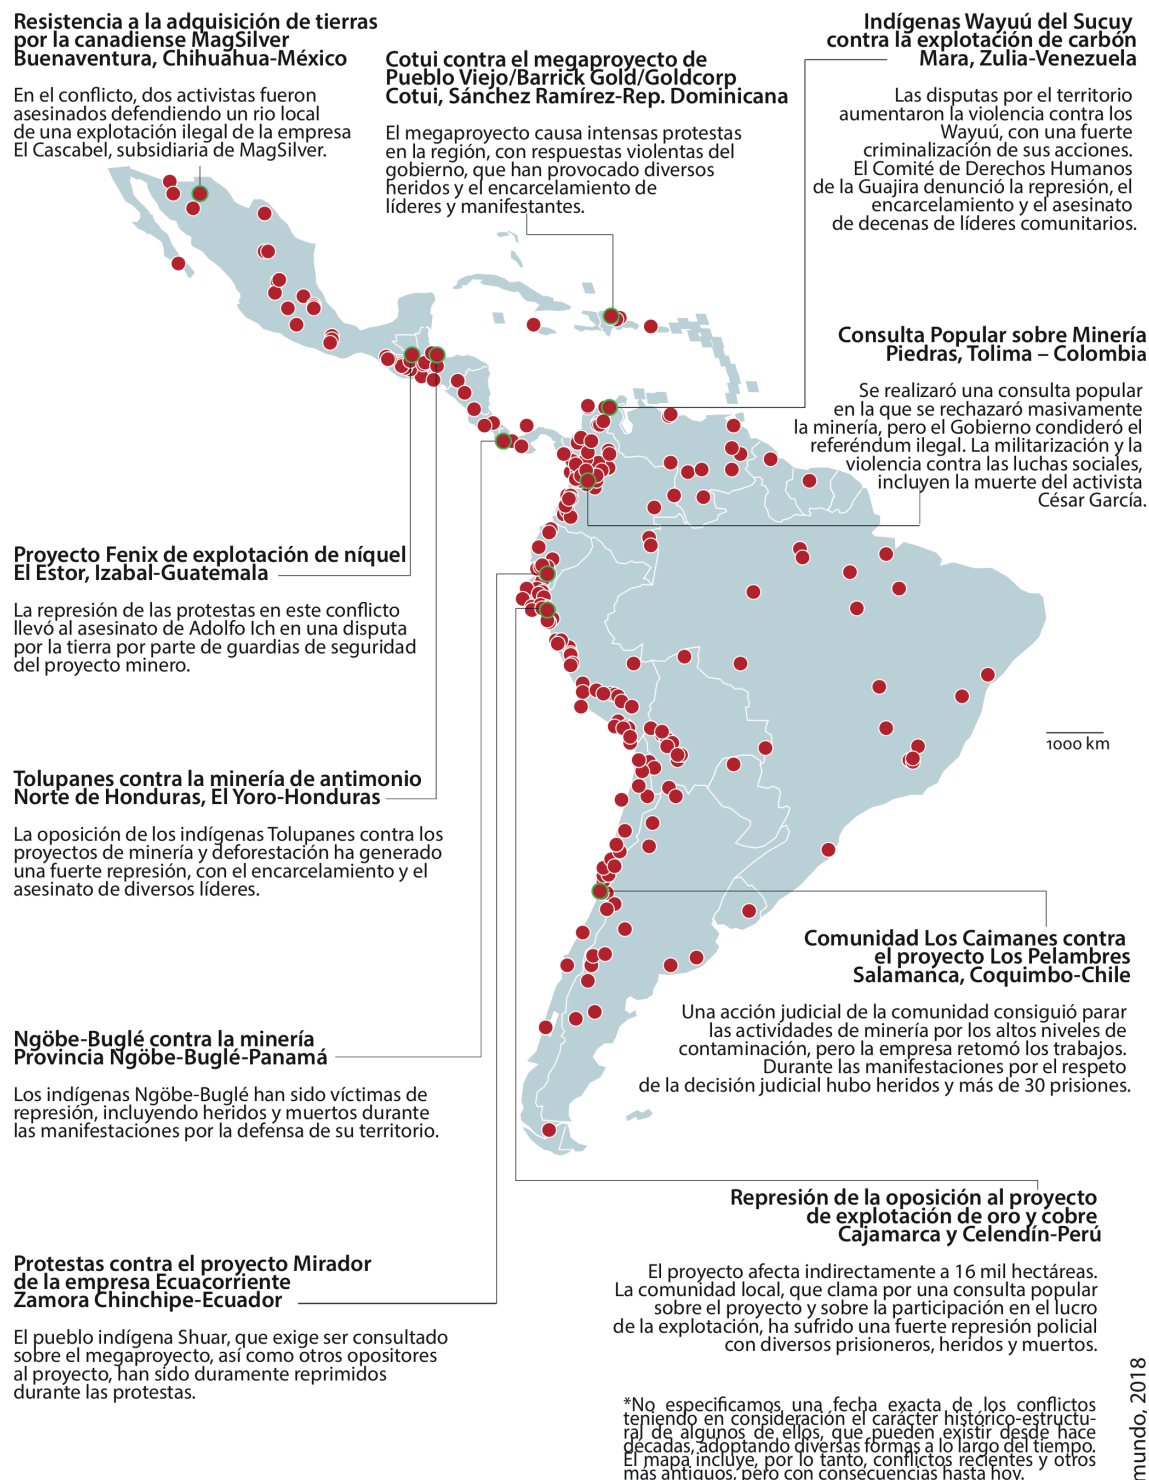 Resistencia a la adquisición de tierras
por la canadiense MagSilver
Buenaventura, Chihuahua-México
En el conflicto, dos activistas fueron
asesinados defendiendo un rio local
de una explotación ilegal de la empresa
El Cascabel, subsidiaria de MagSilver.
Cotui contra el megaproyecto de
Pueblo Viejo/Barrick Gold/Goldcorp
Cotui, Sánchez Ramírez-Rep. Dominicana
El megaproyecto causa intensas protestas
en la región, con respuestas violentas del
gobierno, que han provocado diversos
heridos y el encarcelamiento de
líderes y manifestantes.
Indígenas Wayuú del Sucuy
contra la explotación de carbón
Mara, Zulia-Venezuela
Las disputas por el territorio
aumentaron la violencia contra los
Wayuú, con una fuerte
criminalización de sus acciones.
El Comité de Derechos Humanos
de la Guajira denunció la represión, el
encarcelamiento y el asesinato
de decenas de líderes comunitarios.
Consulta Popular sobre Minería
Piedras, Tolima – Colombia
Se realizaró una consulta popular
en la que se rechazaró masivamente
la minería, pero el Gobierno condideró el
referéndum ilegal. La militarización y la
violencia contra las luchas sociales,
incluyen la muerte del activista
César García.
Proyecto Fenix de explotación de níquel
El Estor, Izabal-Guatemala
La represión de las protestas en este conflicto
llevó al asesinato de Adolfo Ich en una disputa
por la tierra por parte de guardias de seguridad
del proyecto minero.
1000 km
Tolupanes contra la minería de antimonio
Norte de Honduras, El Yoro-Honduras
La oposición de los indígenas Tolupanes contra los
proyectos de minería y deforestación ha generado
una fuerte represión, con el encarcelamiento y el
asesinato de diversos líderes.
Comunidad Los Caimanes contra
el proyecto Los Pelambres
Salamanca, Coquimbo-Chile
Una acción judicial de la comunidad consiguió parar
las actividades de minería por los altos niveles de
contaminación, pero la empresa retomó los trabajos.
Durante las manifestaciones por el respeto
de la decisión judicial hubo heridos y más de 30 prisiones.
Ngöbe-Buglé contra la minería
Provincia Ngöbe-Buglé-Panamá
Los indígenas Ngöbe-Buglé han sido víctimas de
represión, incluyendo heridos y muertos durante
las manifestaciones por la defensa de su territorio.
Represión de la oposición al proyecto
de explotación de oro y cobre
Cajamarca y Celendín-Perú
El proyecto afecta indirectamente a 16 mil hectáreas.
La comunidad local, que clama por una consulta popular
sobre el proyecto y sobre la participación en el lucro
de la explotación, ha sufrido una fuerte represión policial
con diversos prisioneros, heridos y muertos.
Protestas contra el proyecto Mirador
de la empresa Ecuacorriente
Zamora Chinchipe-Ecuador
El pueblo indígena Shuar, que exige ser consultado
sobre el megaproyecto, así como otros opositores
al proyecto, han sido duramente reprimidos
durante las protestas.
*No especificamos una fecha exacta de los conflictos
teniendo en consideración el carácter histórico-estructu-
ral de algunos de ellos, que pueden existir desde hace
décadas, adoptando diversas formas a lo largo del tiempo.
El mapa incluye, por lo tanto, conflictos recientes y otros
más antiguos, pero con consecuencias hasta hoy.
mundo, 2018